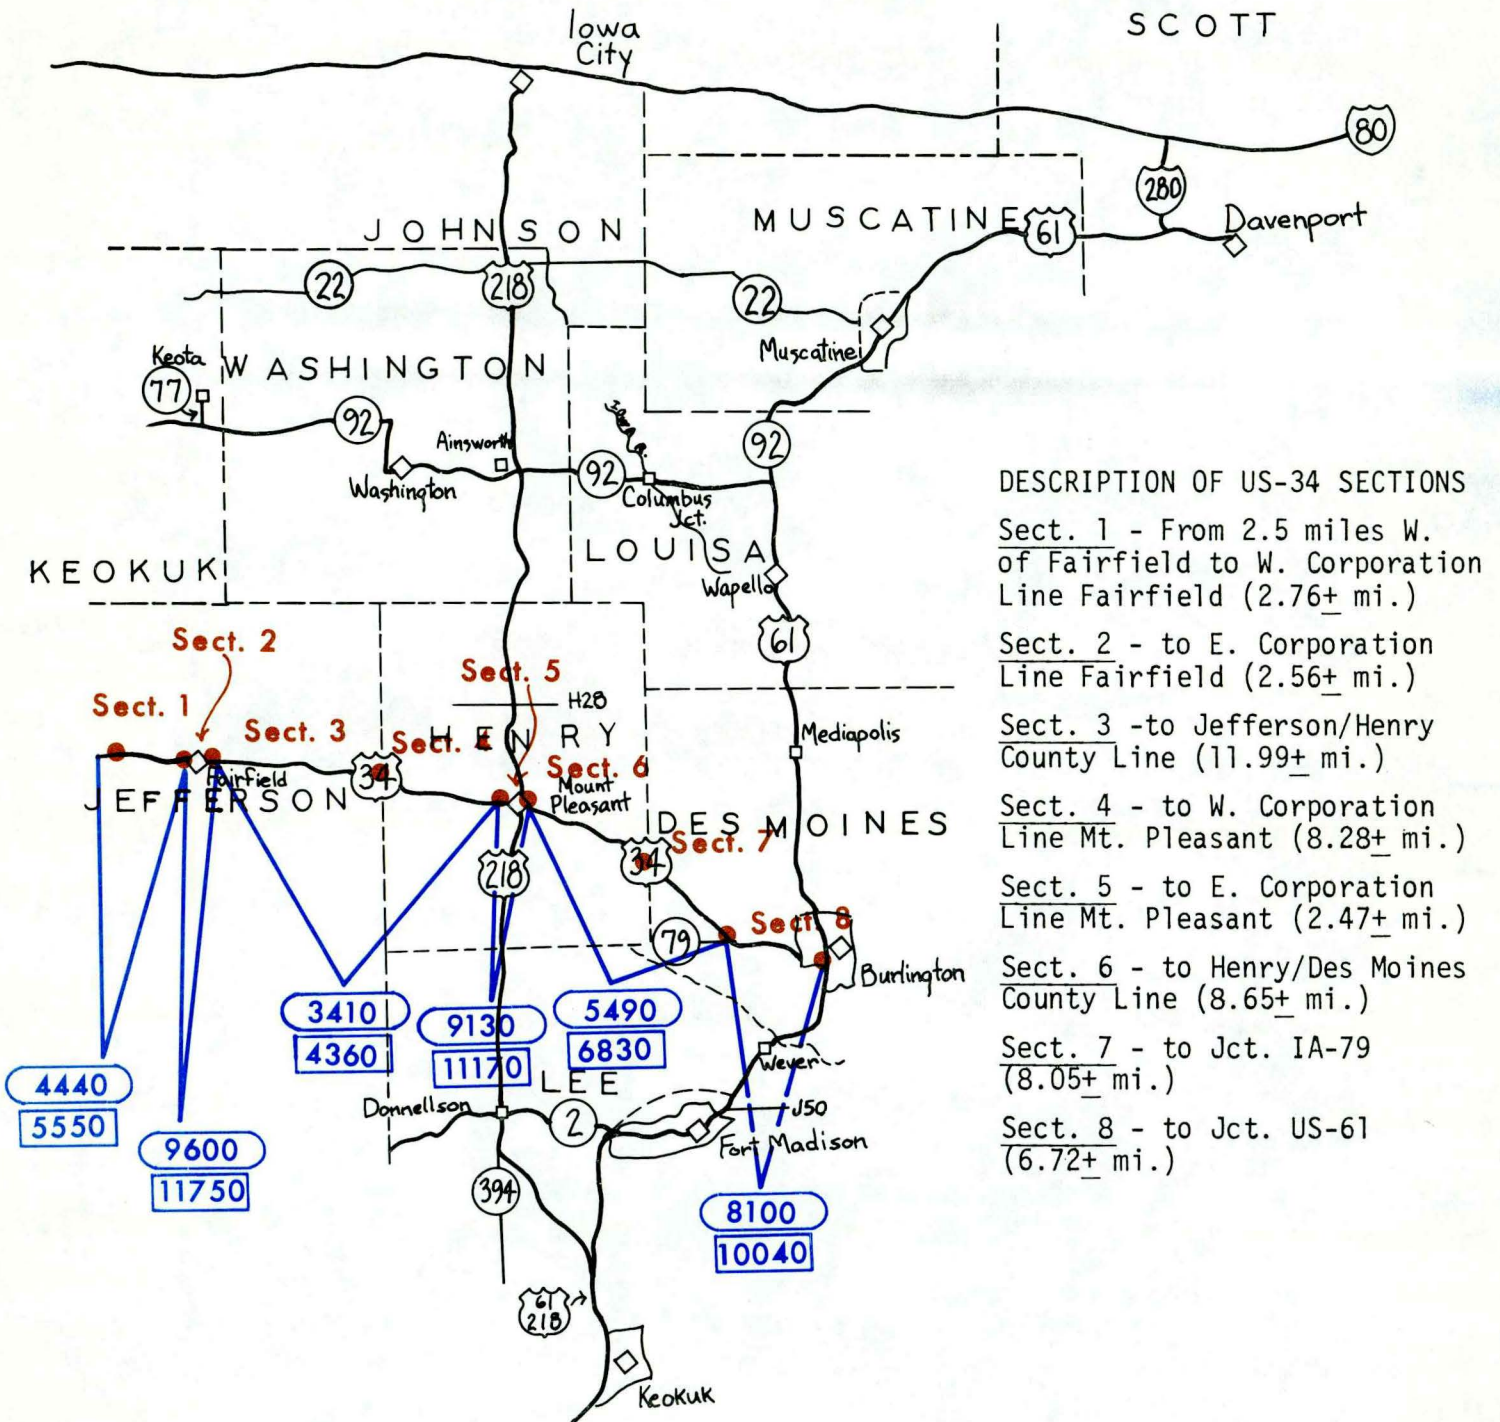 Iowa
City
SCOTT
80
280
JOHNSON
MUSCATINE
61
Davenport
22
218
22
Muscatine
Keota
77
WASHINGTON
92
Ainsworth
92
Washington
92
Columbus
Jct.
LOUISA
KEOKUK
Wapello
61
Sect. 2
Sect. 5
Sect. 1
H28
Sect. 3
Sect. 4
HENRY
Mediapolis
34
Fairfield
Sect. 6
Mount
Pleasant
JEFFERSON
DES MOINES
34
Sect. 7
218
79
Sect. 8
Burlington
3410
4360
9130
11170
5490
6830
Wever
4440
5550
LEE
Donnellson
2
J50
Fort Madison
9600
11750
394
8100
10040
61
218
Keokuk
DESCRIPTION OF US-34 SECTIONS
Sect. 1 - From 2.5 miles W.
of Fairfield to W. Corporation
Line Fairfield (2.76± mi.)
Sect. 2 - to E. Corporation
Line Fairfield (2.56± mi.)
Sect. 3 -to Jefferson/Henry
County Line (11.99± mi.)
Sect. 4 - to W. Corporation
Line Mt. Pleasant (8.28± mi.)
Sect. 5 - to E. Corporation
Line Mt. Pleasant (2.47± mi.)
Sect. 6 - to Henry/Des Moines
County Line (8.65± mi.)
Sect. 7 - to Jct. IA-79
(8.05± mi.)
Sect. 8 - to Jct. US-61
(6.72± mi.)